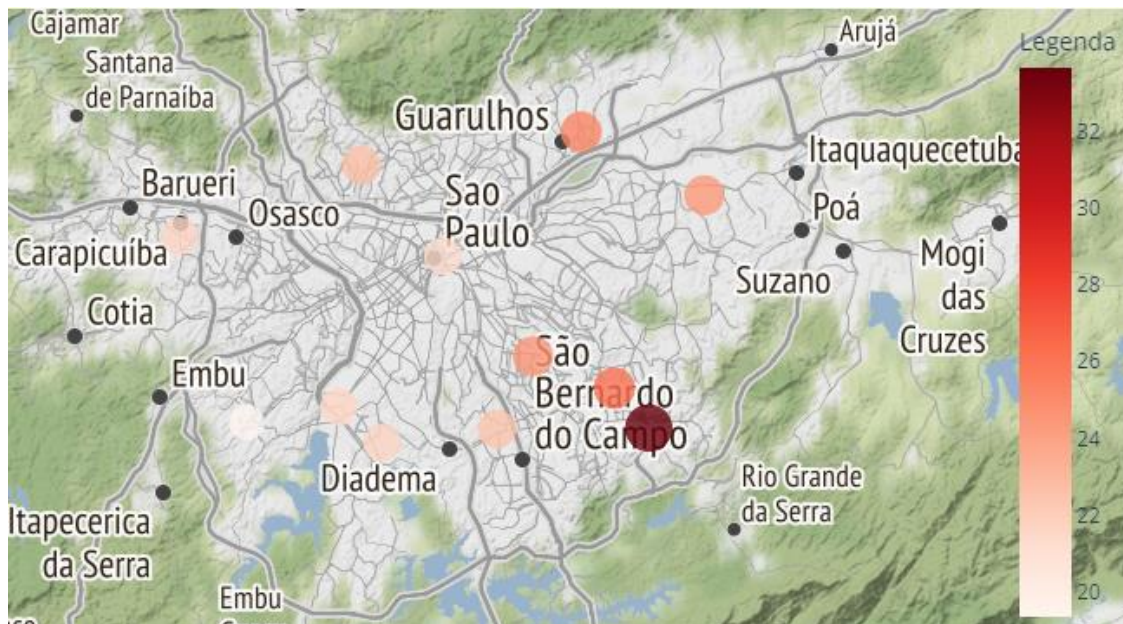 Cajamar
Santana
de Parnaíba
Arujá
Legenda
Guarulhos
32
Itaquaquecetuba
Barueri
Sao
Paulo
Osasco
Poá
30
Carapicuíba
Mogi
das
Cruzes
Suzano
28
Cotia
São
Bernardo
do Campo
26
Embu
24
Diadema
Rio Grande
da Serra
Itapecerica
da Serra
22
20
Embu